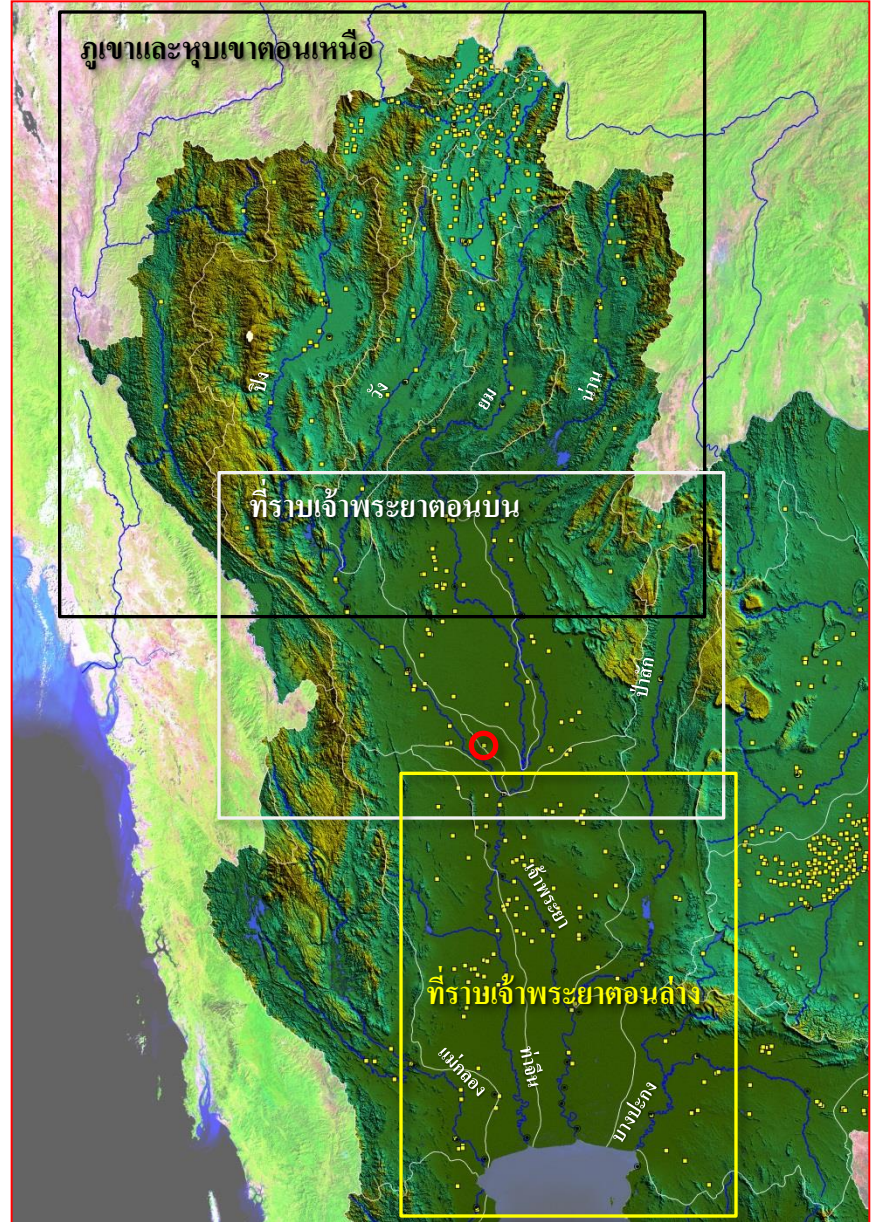 ภูเขาและหุบเขาตอนเหนือ
ปิง
วัง
ยม
น่าน
ที่ราบเจ้าพระยาตอนบน
ป่าสัก
เจ้าพระยา
ที่ราบเจ้าพระยาตอนล่าง
แม่กลอง
ท่าจีน
บางปะกง